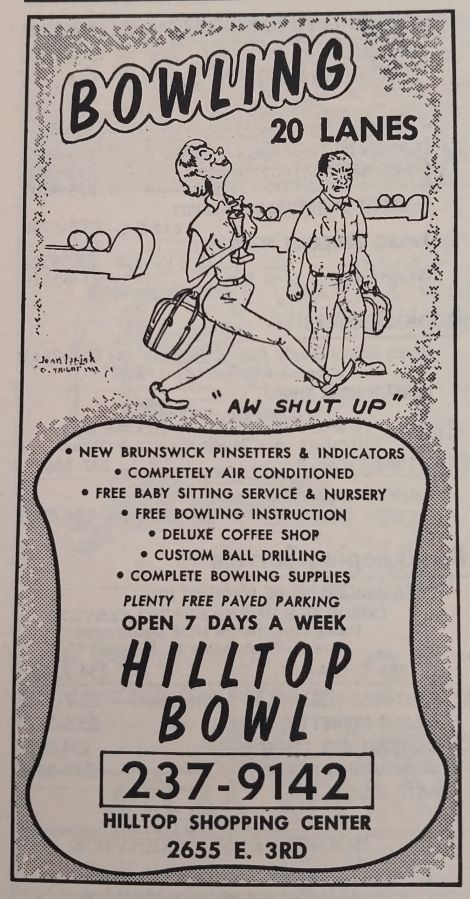 BOWLING
20 LANES
"AW SHUT UP"
• NEW BRUNSWICK PINSETTERS & INDICATORS
• COMPLETELY AIR CONDITIONED
• FREE BABY SITTING SERVICE & NURSERY
• FREE BOWLING INSTRUCTION
• DELUXE COFFEE SHOP
• CUSTOM BALL DRILLING
• COMPLETE BOWLING SUPPLIES
PLENTY FREE PAVED PARKING
OPEN 7 DAYS A WEEK
HILLTOP
BOWL
237-9142
HILLTOP SHOPPING CENTER
2655 E. 3RD